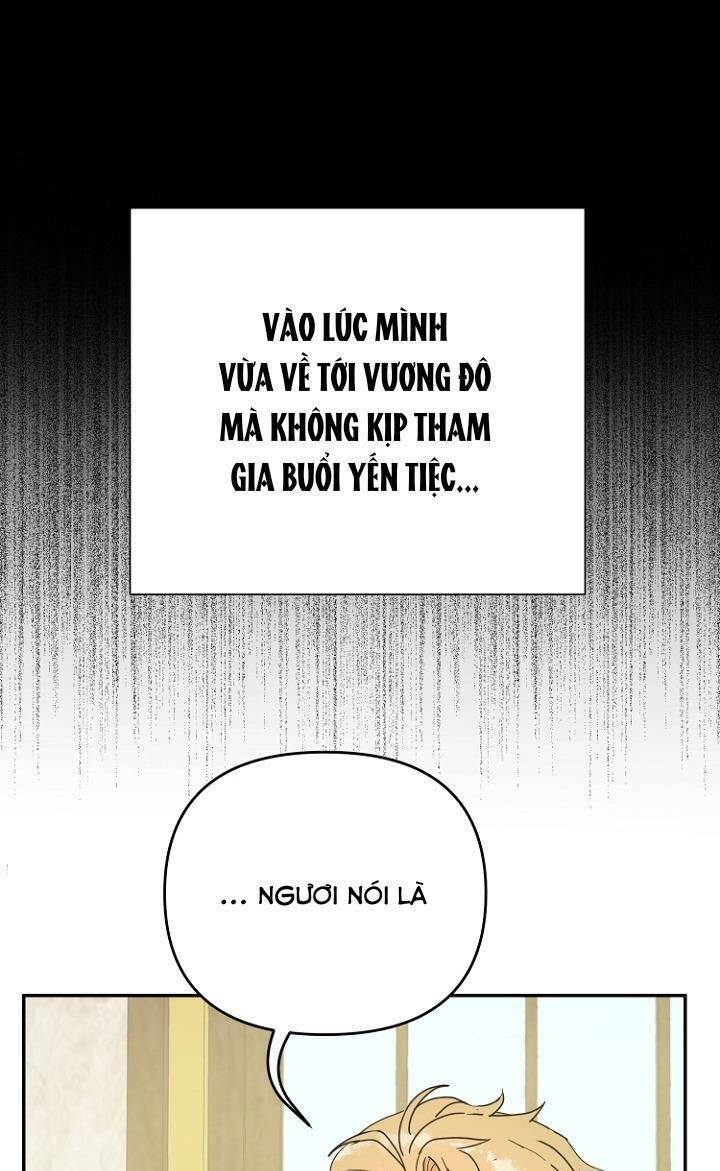 VÀO LÚC MÌNH
VỪA VỀ TỚI VƯƠNG ĐÔ
MÀ KHÔNG KỊP THAM
GIA BUỔI YẾN TIỆC...
... NGƯƠI NÓI LÀ